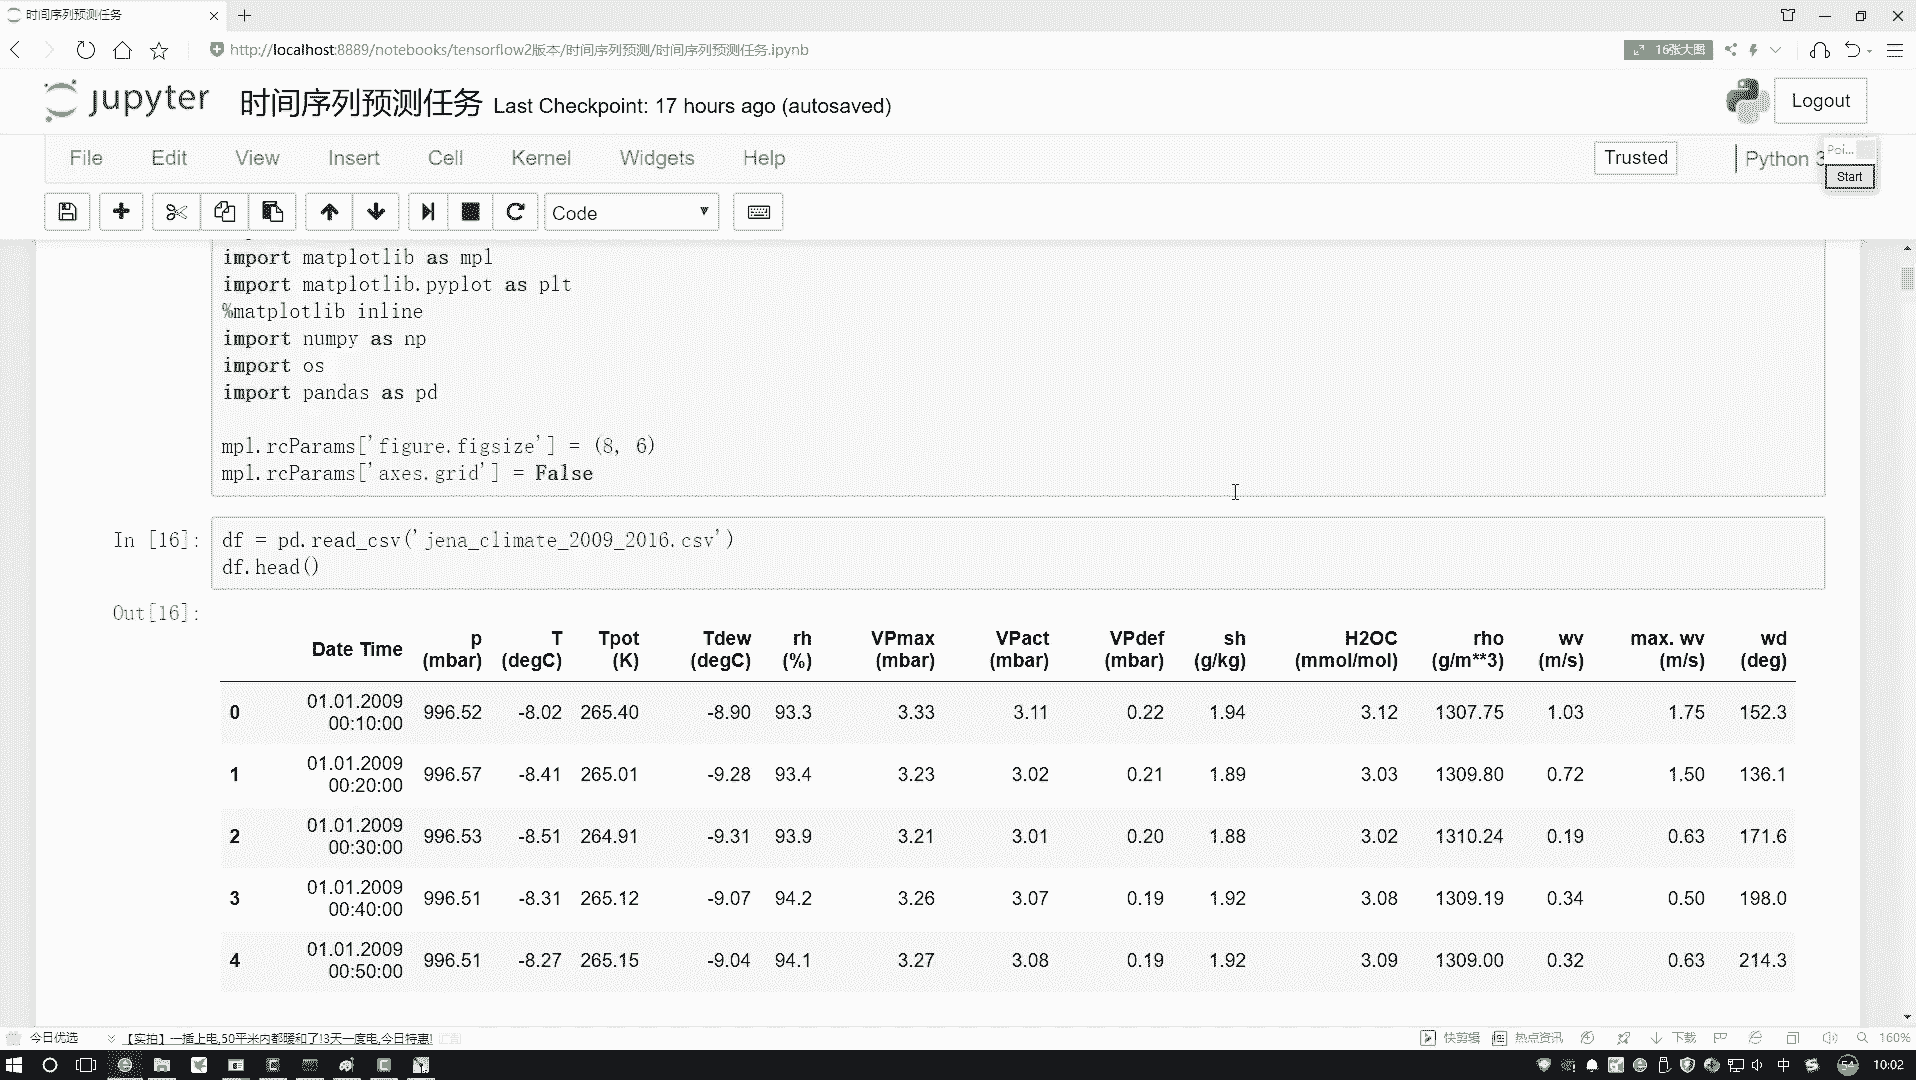 时间序列预测任务
http://localhost:8889/notebooks/tensorflow2版本/时间序列预测/时间序列预测任务.ipynb
16张大图
jupyter 时间序列预测任务 Last Checkpoint: 17 hours ago (autosaved)
Logout
File Edit View Insert Cell Kernel Widgets Help
Trusted
Python 3
Poi...
Start
Code
import matplotlib as mpl
import matplotlib.pyplot as plt
%matplotlib inline
import numpy as np
import os
import pandas as pd
mpl.rcParams['figure.figsize'] = (8, 6)
mpl.rcParams['axes.grid'] = False
In [16]: df = pd.read_csv('jena_climate_2009_2016.csv')
df.head()
Out[16]:
Date Time p (mbar) T (degC) Tpot (K) Tdew (degC) rh (%) VPmax (mbar) VPact (mbar) VPdef (mbar) sh (g/kg) H2OC (mmol/mol) rho (g/m**3) wv (m/s) max. wv (m/s) wd (deg)
0 01.01.2009 00:10:00 996.52 -8.02 265.40 -8.90 93.3 3.33 3.11 0.22 1.94 3.12 1307.75 1.03 1.75 152.3
1 01.01.2009 00:20:00 996.57 -8.41 265.01 -9.28 93.4 3.23 3.02 0.21 1.89 3.03 1309.80 0.72 1.50 136.1
2 01.01.2009 00:30:00 996.53 -8.51 264.91 -9.31 93.9 3.21 3.01 0.20 1.88 3.02 1310.24 0.19 0.63 171.6
3 01.01.2009 00:40:00 996.51 -8.31 265.12 -9.07 94.2 3.26 3.07 0.19 1.92 3.08 1309.19 0.34 0.50 198.0
4 01.01.2009 00:50:00 996.51 -8.27 265.15 -9.04 94.1 3.27 3.08 0.19 1.92 3.09 1309.00 0.32 0.63 214.3
今日优选 【实拍】一插上电,50平米内都暖和了!3天一度电,今日特惠!
快剪辑 热点资讯 下载 160%
中 54 10:02